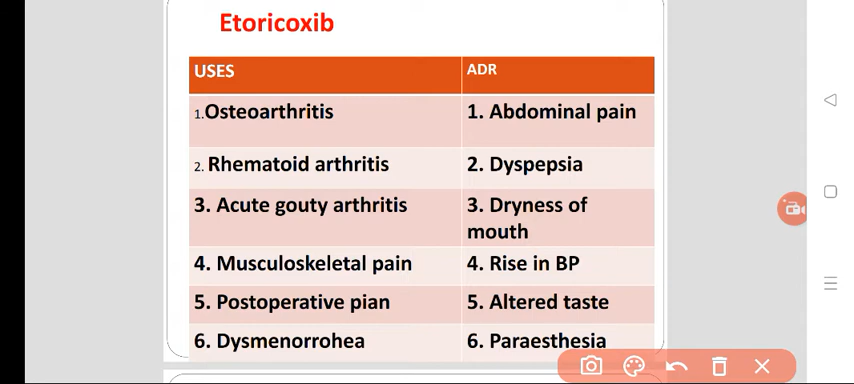 Etoricoxib
USES
ADR
1.Osteoarthritis
1. Abdominal pain
2. Rhematoid arthritis
2. Dyspepsia
3. Acute gouty arthritis
3. Dryness of
mouth
4. Musculoskeletal pain
4. Rise in BP
5. Postoperative pian
5. Altered taste
6. Dysmenorrohea
6. Paraesthesia